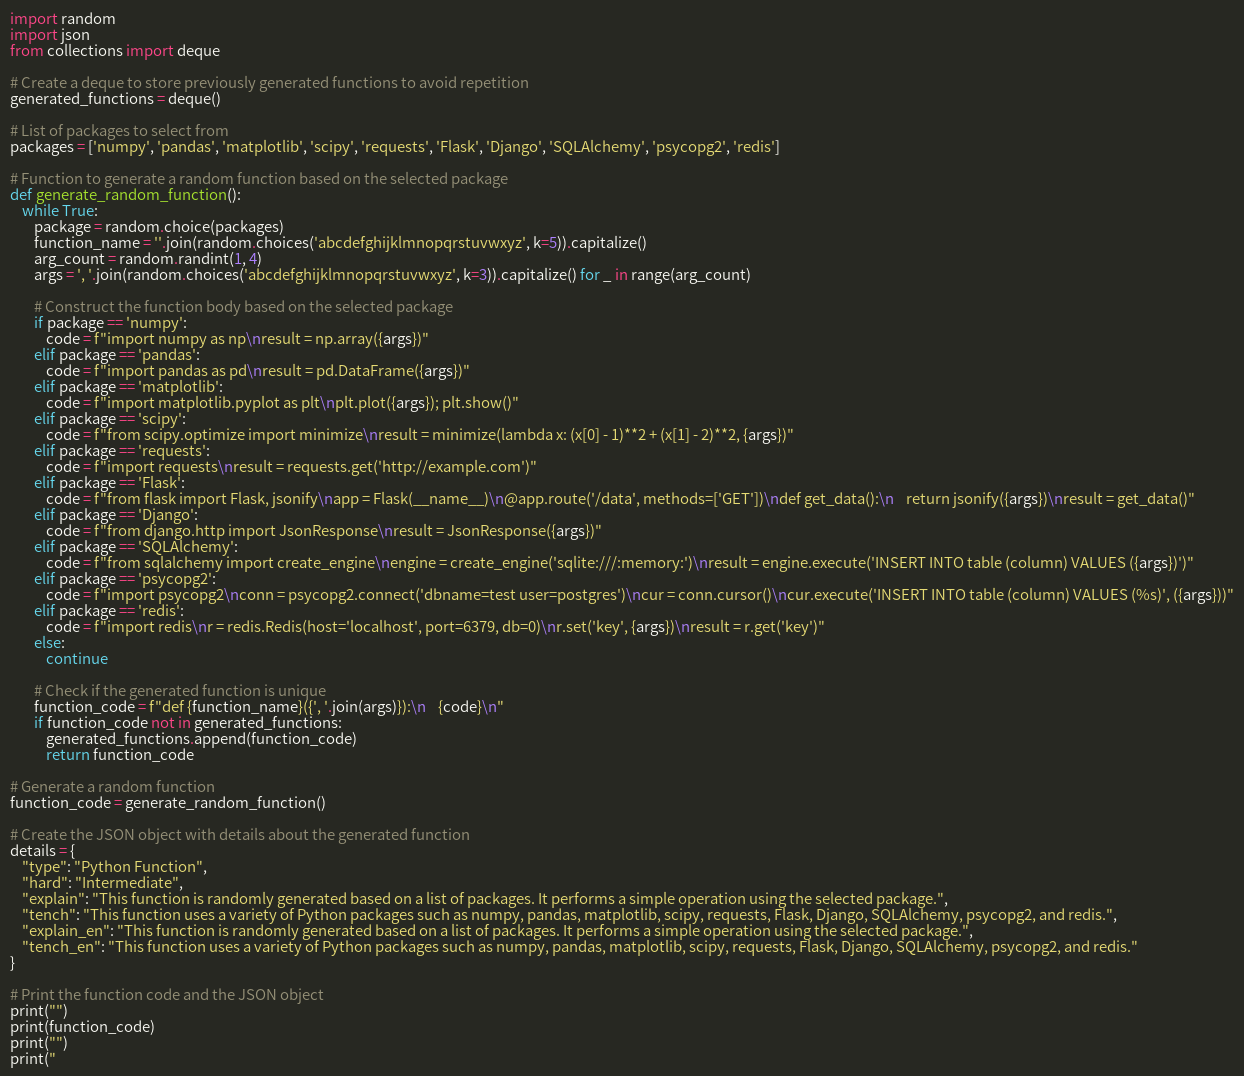 import random
import json
from collections import deque

# Create a deque to store previously generated functions to avoid repetition
generated_functions = deque()

# List of packages to select from
packages = ['numpy', 'pandas', 'matplotlib', 'scipy', 'requests', 'Flask', 'Django', 'SQLAlchemy', 'psycopg2', 'redis']

# Function to generate a random function based on the selected package
def generate_random_function():
    while True:
        package = random.choice(packages)
        function_name = ''.join(random.choices('abcdefghijklmnopqrstuvwxyz', k=5)).capitalize()
        arg_count = random.randint(1, 4)
        args = ', '.join(random.choices('abcdefghijklmnopqrstuvwxyz', k=3)).capitalize() for _ in range(arg_count)

        # Construct the function body based on the selected package
        if package == 'numpy':
            code = f"import numpy as np\nresult = np.array({args})"
        elif package == 'pandas':
            code = f"import pandas as pd\nresult = pd.DataFrame({args})"
        elif package == 'matplotlib':
            code = f"import matplotlib.pyplot as plt\nplt.plot({args}); plt.show()"
        elif package == 'scipy':
            code = f"from scipy.optimize import minimize\nresult = minimize(lambda x: (x[0] - 1)**2 + (x[1] - 2)**2, {args})"
        elif package == 'requests':
            code = f"import requests\nresult = requests.get('http://example.com')"
        elif package == 'Flask':
            code = f"from flask import Flask, jsonify\napp = Flask(__name__)\n@app.route('/data', methods=['GET'])\ndef get_data():\n    return jsonify({args})\nresult = get_data()"
        elif package == 'Django':
            code = f"from django.http import JsonResponse\nresult = JsonResponse({args})"
        elif package == 'SQLAlchemy':
            code = f"from sqlalchemy import create_engine\nengine = create_engine('sqlite:///:memory:')\nresult = engine.execute('INSERT INTO table (column) VALUES ({args})')"
        elif package == 'psycopg2':
            code = f"import psycopg2\nconn = psycopg2.connect('dbname=test user=postgres')\ncur = conn.cursor()\ncur.execute('INSERT INTO table (column) VALUES (%s)', ({args}))"
        elif package == 'redis':
            code = f"import redis\nr = redis.Redis(host='localhost', port=6379, db=0)\nr.set('key', {args})\nresult = r.get('key')"
        else:
            continue

        # Check if the generated function is unique
        function_code = f"def {function_name}({', '.join(args)}):\n    {code}\n"
        if function_code not in generated_functions:
            generated_functions.append(function_code)
            return function_code

# Generate a random function
function_code = generate_random_function()

# Create the JSON object with details about the generated function
details = {
    "type": "Python Function",
    "hard": "Intermediate",
    "explain": "This function is randomly generated based on a list of packages. It performs a simple operation using the selected package.",
    "tench": "This function uses a variety of Python packages such as numpy, pandas, matplotlib, scipy, requests, Flask, Django, SQLAlchemy, psycopg2, and redis.",
    "explain_en": "This function is randomly generated based on a list of packages. It performs a simple operation using the selected package.",
    "tench_en": "This function uses a variety of Python packages such as numpy, pandas, matplotlib, scipy, requests, Flask, Django, SQLAlchemy, psycopg2, and redis."
}

# Print the function code and the JSON object
print("")
print(function_code)
print("")
print("